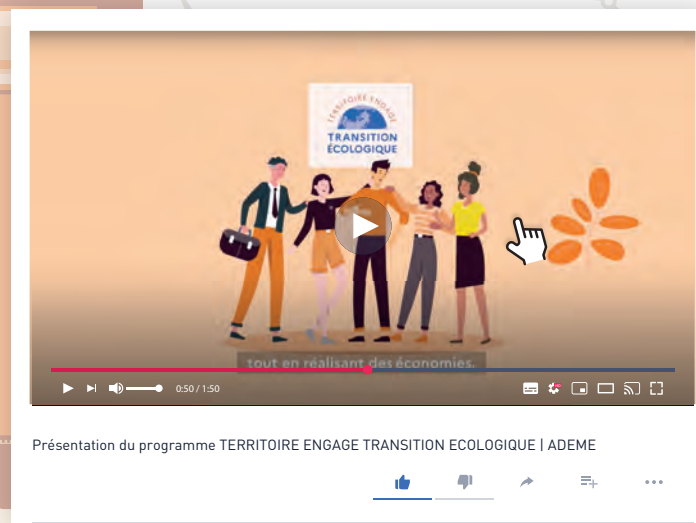 TERRITOIRE ENGAGÉ
TRANSITION
ÉCOLOGIQUE
tout en réalisant des économies.
0:50 / 1:50
Présentation du programme TERRITOIRE ENGAGE TRANSITION ECOLOGIQUE | ADEME